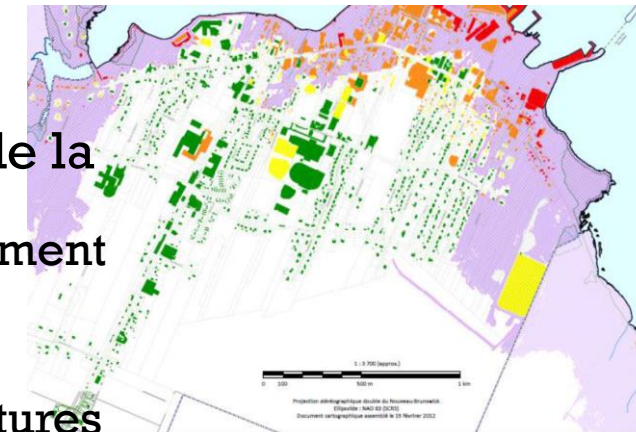 de la
ment
tures
1 : 3 700 (approx.)
0 100 500 m 1 km
Projection stéréographique double du Nouveau-Brunswick
Ellipsoïde : NAD 83 (SCRS)
Document cartographique assemblé le 15 février 2012